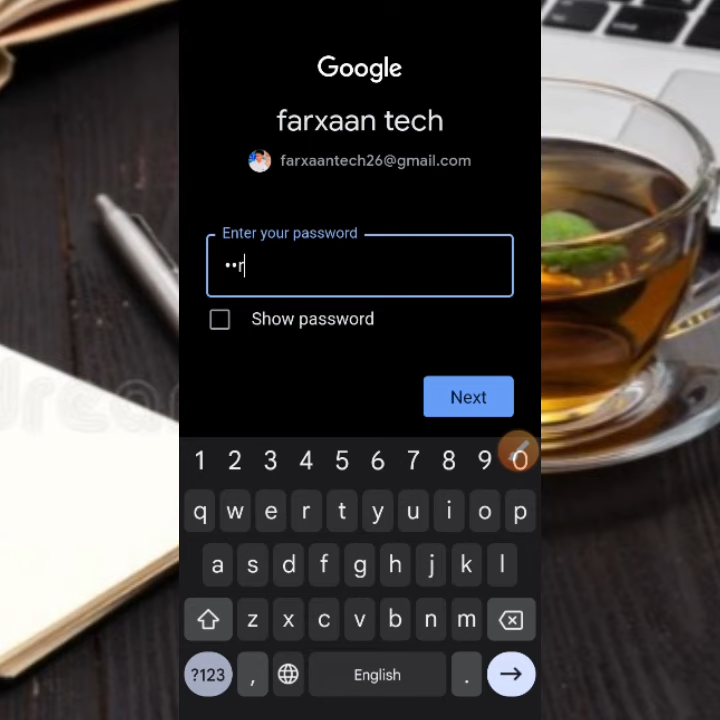 Google
farxaan tech
farxaantech26@gmail.com
Enter your password
••r
Show password
Next
1 2 3 4 5 6 7 8 9 0
q w e r t y u i o p
a s d f g h j k l
z x c v b n m
?123 , English .